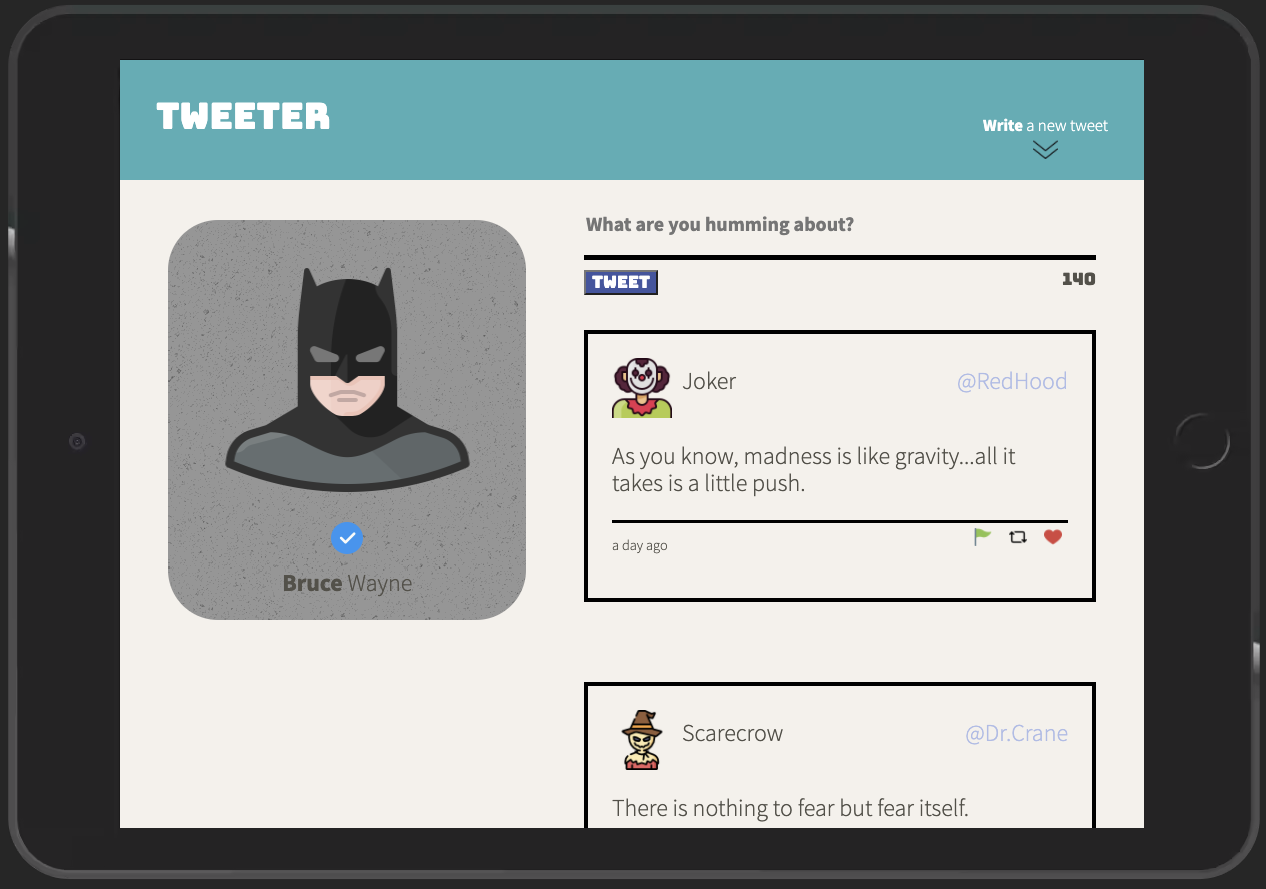 TWEETER
Write a new tweet
Bruce Wayne
What are you humming about?
TWEET
140
Joker
@RedHood
As you know, madness is like gravity...all it
takes is a little push.
a day ago
Scarecrow
@Dr.Crane
There is nothing to fear but fear itself.